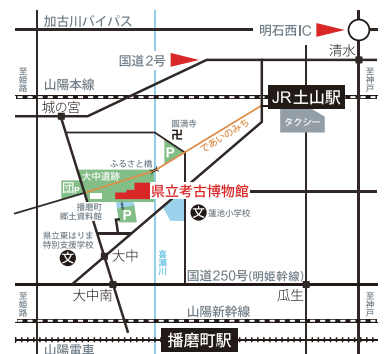 加古川バイパス
明石西IC
清水
国道2号
至姫路
至神戸
山陽本線
JR土山駅
城の宮
タクシー
圓満寺
卍
であいのみち
ふるさと橋
P
大中遺跡
団P
県立考古博物館
播磨町
郷土資料館
P
文
蓮池小学校
県立東はりま
特別支援学校
文
大中
喜瀬川
国道250号(明姫幹線)
大中南
瓜生
至姫路
至神戸
山陽新幹線
播磨町駅
山陽電車